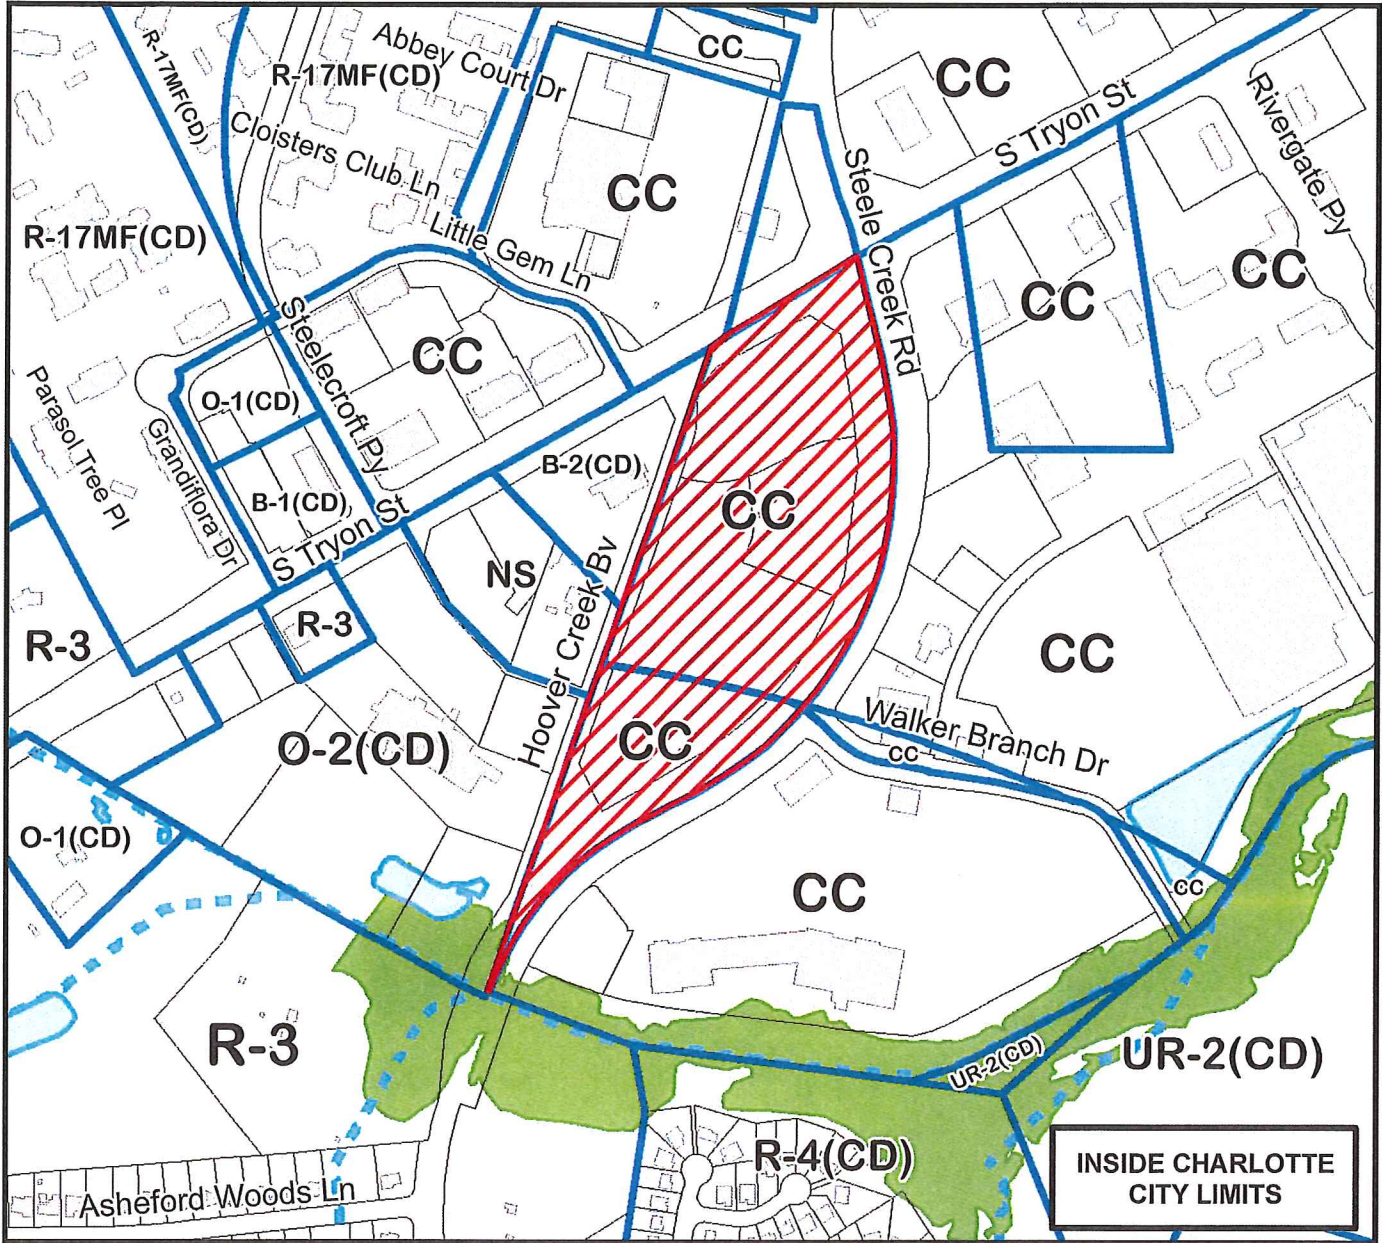 CC
R-17MF(CD)
Abbey Court Dr
R-17MF(CD)
CC
S Tryon St
Rivergate Py
Cloisters Club Ln
CC
Steele Creek Rd
R-17MF(CD)
Little Gem Ln
CC
CC
Steelecroft Py
CC
Parasol Tree Pl
O-1(CD)
Grandiflora Dr
B-2(CD)
B-1(CD)
CC
S Tryon St
NS
Hoover Creek Bv
R-3
R-3
CC
O-2(CD)
CC
Walker Branch Dr
CC
O-1(CD)
CC
CC
R-3
UR-2(CD)
UR-2(CD)
R-4(CD)
Asheford Woods Ln
INSIDE CHARLOTTE
CITY LIMITS